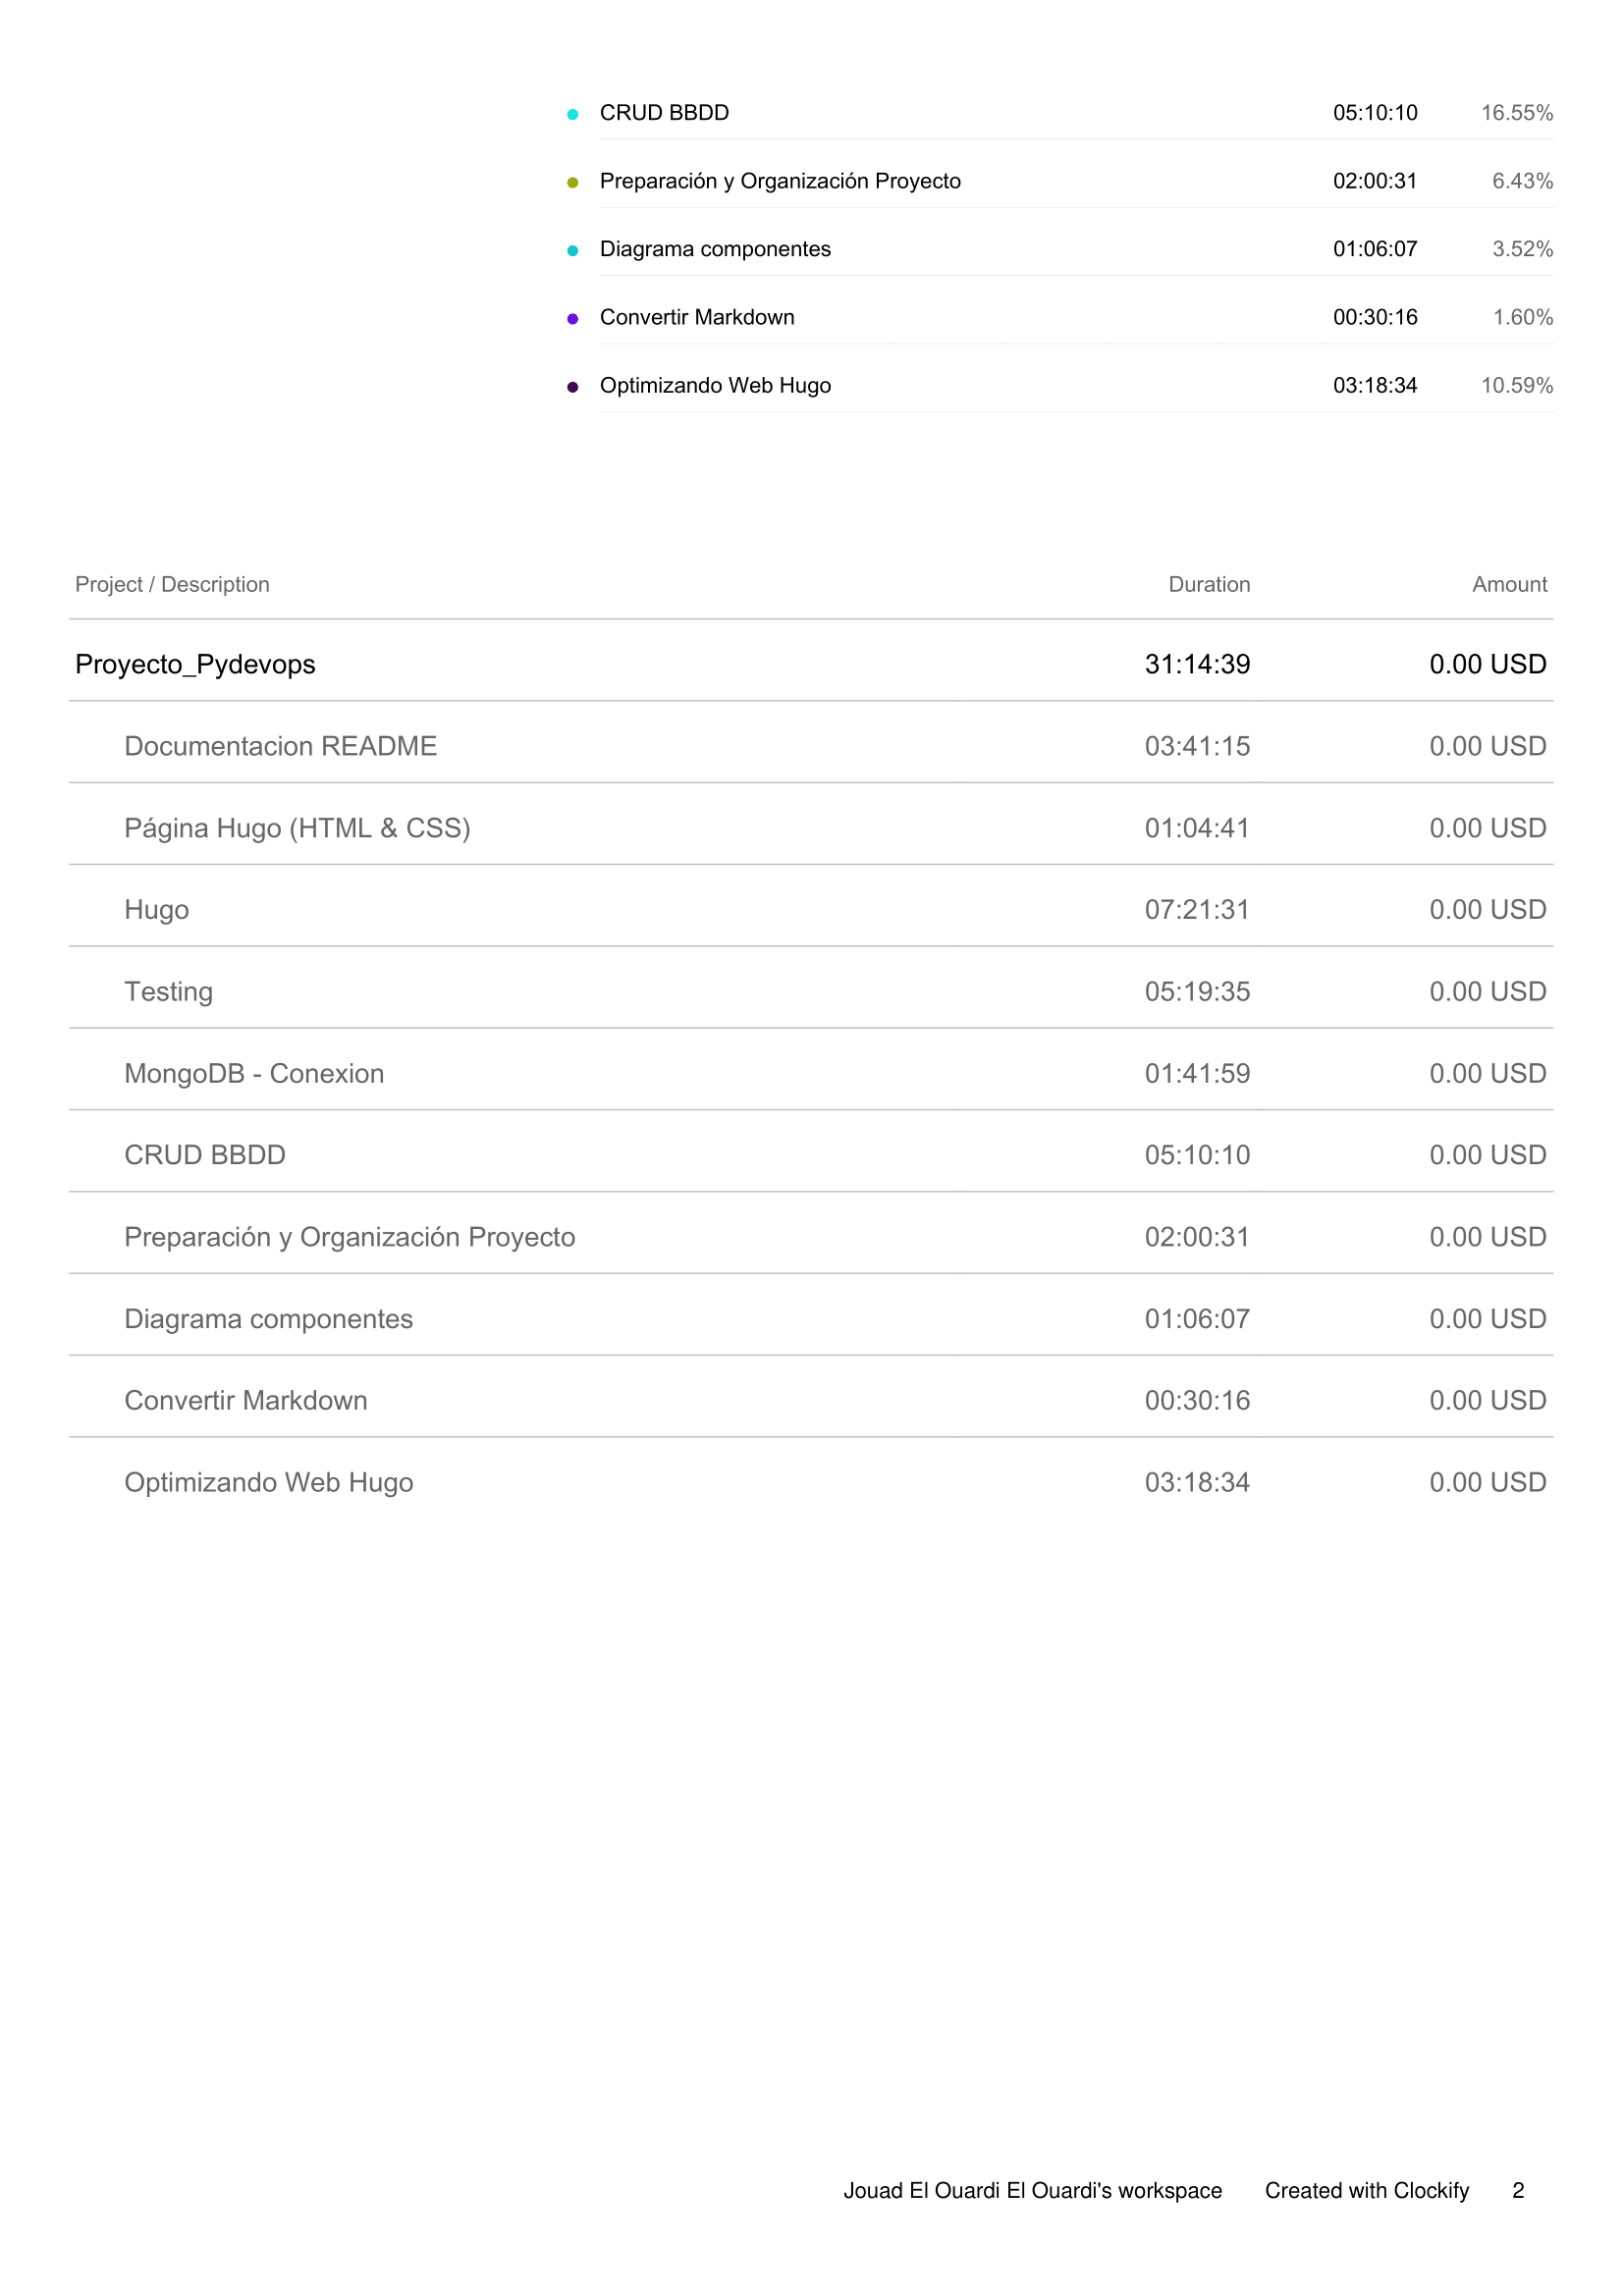 CRUD BBDD 05:10:10 16.55%
Preparación y Organización Proyecto 02:00:31 6.43%
Diagrama componentes 01:06:07 3.52%
Convertir Markdown 00:30:16 1.60%
Optimizando Web Hugo 03:18:34 10.59%
Project / Description Duration Amount
Proyecto_Pydevops 31:14:39 0.00 USD
Documentacion README 03:41:15 0.00 USD
Página Hugo (HTML & CSS) 01:04:41 0.00 USD
Hugo 07:21:31 0.00 USD
Testing 05:19:35 0.00 USD
MongoDB - Conexion 01:41:59 0.00 USD
CRUD BBDD 05:10:10 0.00 USD
Preparación y Organización Proyecto 02:00:31 0.00 USD
Diagrama componentes 01:06:07 0.00 USD
Convertir Markdown 00:30:16 0.00 USD
Optimizando Web Hugo 03:18:34 0.00 USD
Jouad El Ouardi El Ouardi's workspace Created with Clockify 2